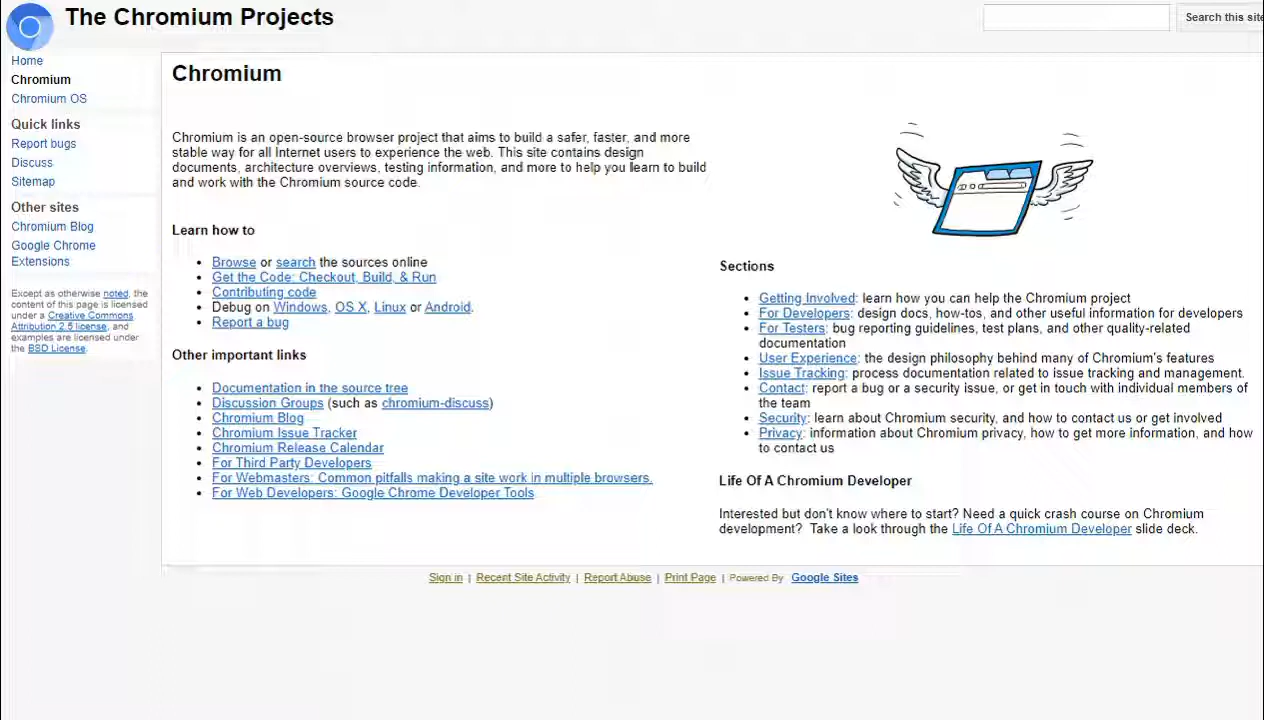 The Chromium Projects
Search this site
Home
Chromium
Chromium OS
Quick links
Report bugs
Discuss
Sitemap
Other sites
Chromium Blog
Google Chrome
Extensions
Except as otherwise noted, the
content of this page is licensed
under a Creative Commons
Attribution 2.5 license, and
examples are licensed under
the BSD License.
Chromium
Chromium is an open-source browser project that aims to build a safer, faster, and more
stable way for all Internet users to experience the web. This site contains design
documents, architecture overviews, testing information, and more to help you learn to build
and work with the Chromium source code.
Learn how to
Browse or search the sources online
Get the Code: Checkout, Build, & Run
Contributing code
Debug on Windows, OS X, Linux or Android.
Report a bug
Other important links
Documentation in the source tree
Discussion Groups (such as chromium-discuss)
Chromium Blog
Chromium Issue Tracker
Chromium Release Calendar
For Third Party Developers
For Webmasters: Common pitfalls making a site work in multiple browsers.
For Web Developers: Google Chrome Developer Tools
Sections
Getting Involved: learn how you can help the Chromium project
For Developers: design docs, how-tos, and other useful information for developers
For Testers: bug reporting guidelines, test plans, and other quality-related
documentation
User Experience: the design philosophy behind many of Chromium's features
Issue Tracking: process documentation related to issue tracking and management.
Contact: report a bug or a security issue, or get in touch with individual members of
the team
Security: learn about Chromium security, and how to contact us or get involved
Privacy: information about Chromium privacy, how to get more information, and how
to contact us
Life Of A Chromium Developer
Interested but don't know where to start? Need a quick crash course on Chromium
development? Take a look through the Life Of A Chromium Developer slide deck.
Sign in | Recent Site Activity | Report Abuse | Print Page | Powered By Google Sites